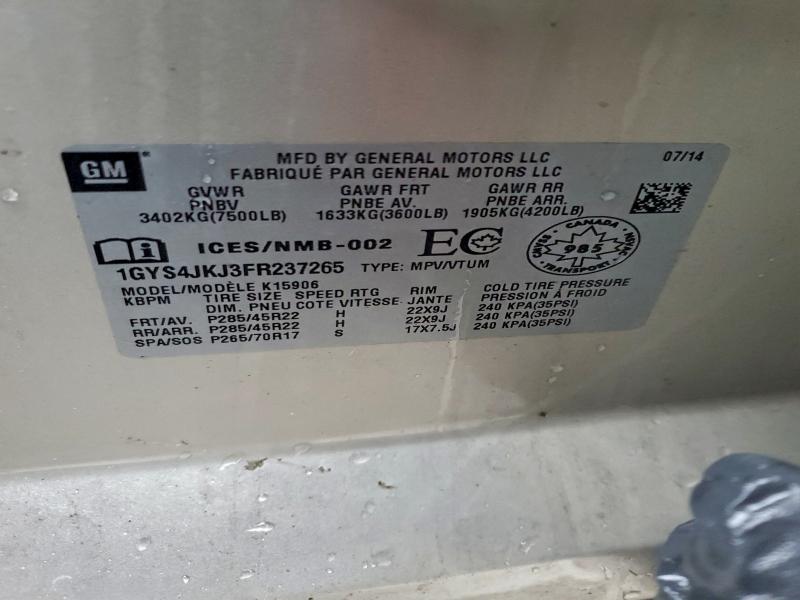 GM
MFD BY GENERAL MOTORS LLC
07/14
FABRIQUÉ PAR GENERAL MOTORS LLC
GVWR GAWR FRT GAWR RR
PNBV PNBE AV. PNBE ARR.
3402KG(7500LB) 1633KG(3600LB) 1905KG(4200LB)
ICES/NMB-002 EC
CANADA
985
TRANSPORT
1GYS4JKJ3FR237265 TYPE: MPV/VTUM
MODEL/MODÈLE K15906
KBPM TIRE SIZE SPEED RTG RIM COLD TIRE PRESSURE
DIM. PNEU COTE VITESSE JANTE PRESSION À FROID
FRT/AV. P285/45R22 H 22X9J 240 KPA(35PSI)
RR/ARR. P285/45R22 H 22X9J 240 KPA(35PSI)
SPA/SOS P265/70R17 S 17X7.5J 240 KPA(35PSI)